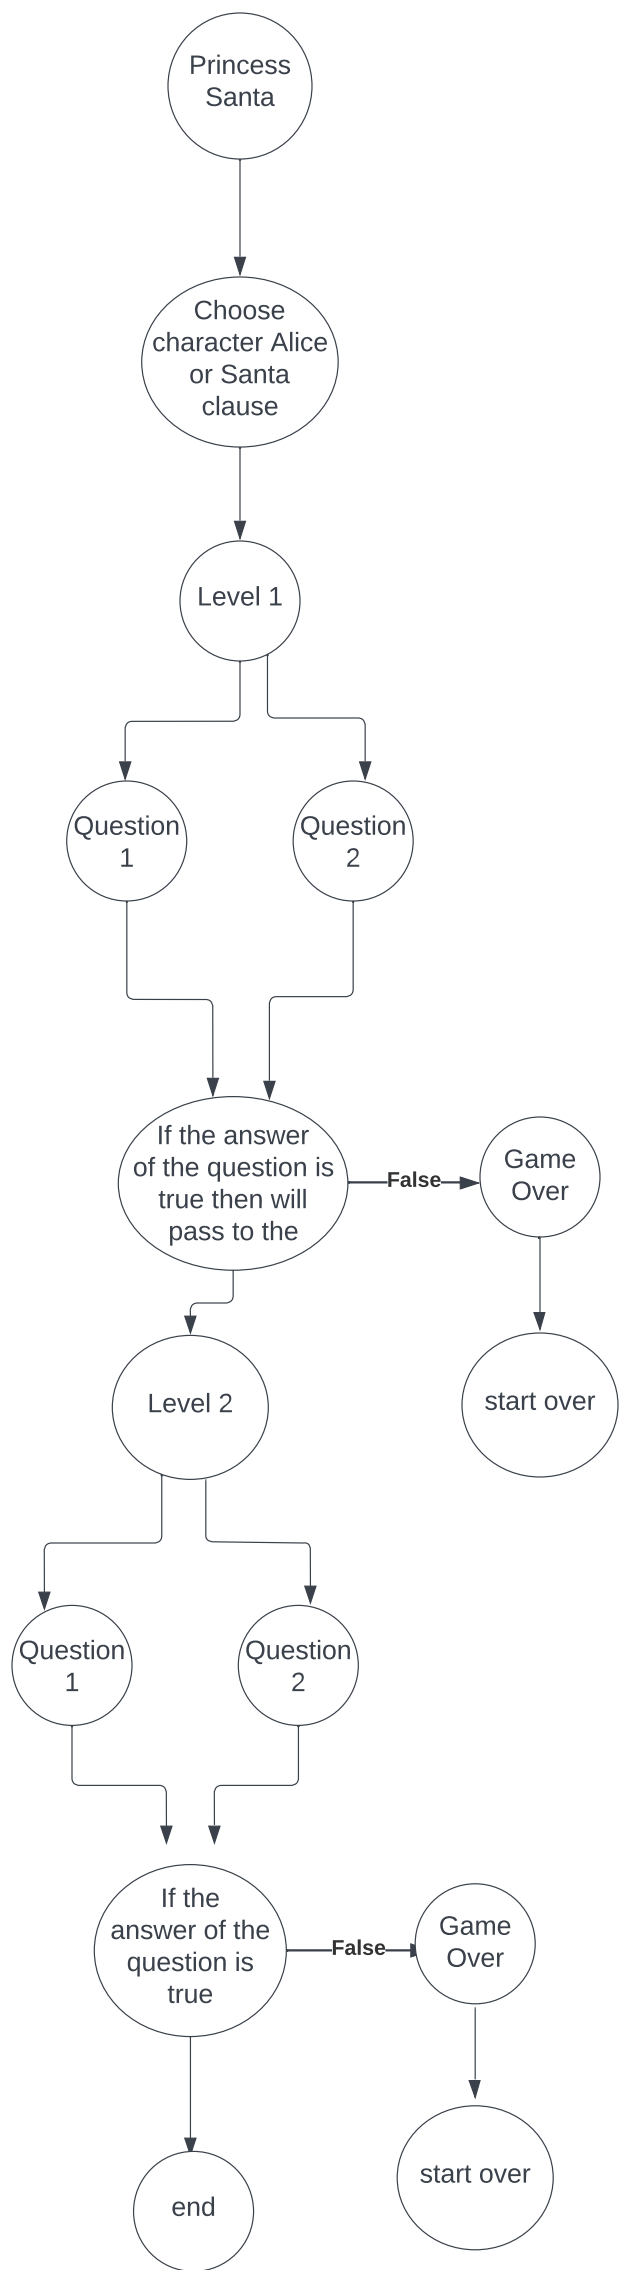 Princess
Santa
Choose
character Alice
or Santa
clause
Level 1
Question
1
Question
2
If the answer
of the question is
true then will
pass to the
False
Game
Over
start over
Level 2
Question
1
Question
2
If the
answer of the
question is
true
False
Game
Over
start over
end